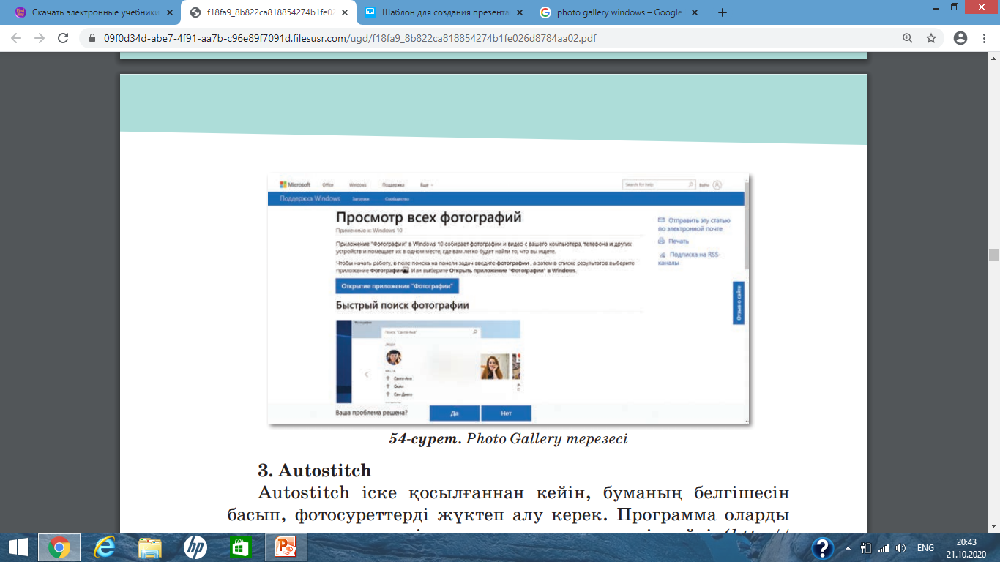 Скачать электронные учебники
f18fa9_8b822ca818854274b1fe02
Шаблон для создания презента
photo gallery windows – Google
09f0d34d-abe7-4f91-aa7b-c96e89f7091d.filesusr.com/ugd/f18fa9_8b822ca818854274b1fe026d8784aa02.pdf
Microsoft Office Windows Поддержка Еще Search for help Войти
Поддержка Windows Загрузки Сообщество
Просмотр всех фотографий
Применимо к: Windows 10
Приложение "Фотографии" в Windows 10 собирает фотографии и видео с вашего компьютера, телефона и других
устройств и помещает их в одном месте, где вам легко будет найти то, что вы ищете.
Чтобы начать работу, в поле поиска на панели задач введите фотографии , а затем в списке результатов выберите
приложение Фотографии. Или выберите Открыть приложение "Фотографии" в Windows.
Открытие приложения "Фотографии"
Быстрый поиск фотографии
Фотографии
Поиск "Санта-Ана"
ЛЮДИ
МЕСТА
Санта-Ана
Сан-Диего
Ваша проблема решена? Да Нет
Отправить эту статью
по электронной почте
Печать
Подписка на RSS-
каналы
Отзыв о сайте
54-сурет. Photo Gallery терезесі
3. Autostitch
Autostitch іске қосылғаннан кейін, буманың белгішесін
басып, фотосуреттерді жүктеп алу керек. Программа оларды
(http://
hp
ENG
20:43
21.10.2020